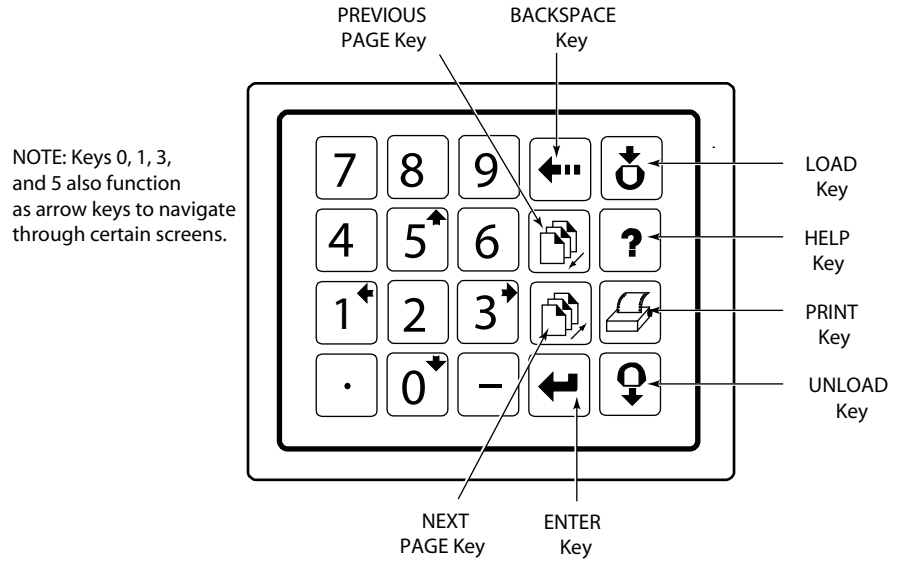 PREVIOUS
PAGE Key
BACKSPACE
Key
NOTE: Keys 0, 1, 3,
and 5 also function
as arrow keys to navigate
through certain screens.
7 8 9
LOAD
Key
4 5 6 ?
HELP
Key
1 2 3
PRINT
Key
. 0 –
UNLOAD
Key
NEXT
PAGE Key
ENTER
Key